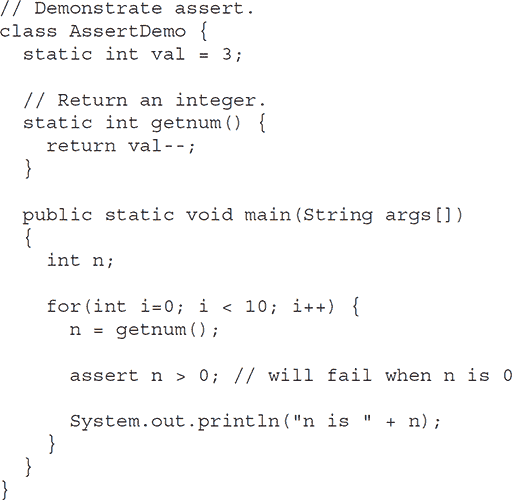 // Demonstrate assert.
class AssertDemo {
  static int val = 3;

  // Return an integer.
  static int getnum() {
    return val--;
  }

  public static void main(String args[])
  {
    int n;

    for(int i=0; i < 10; i++) {
      n = getnum();

      assert n > 0; // will fail when n is 0

      System.out.println("n is " + n);
    }
  }
}